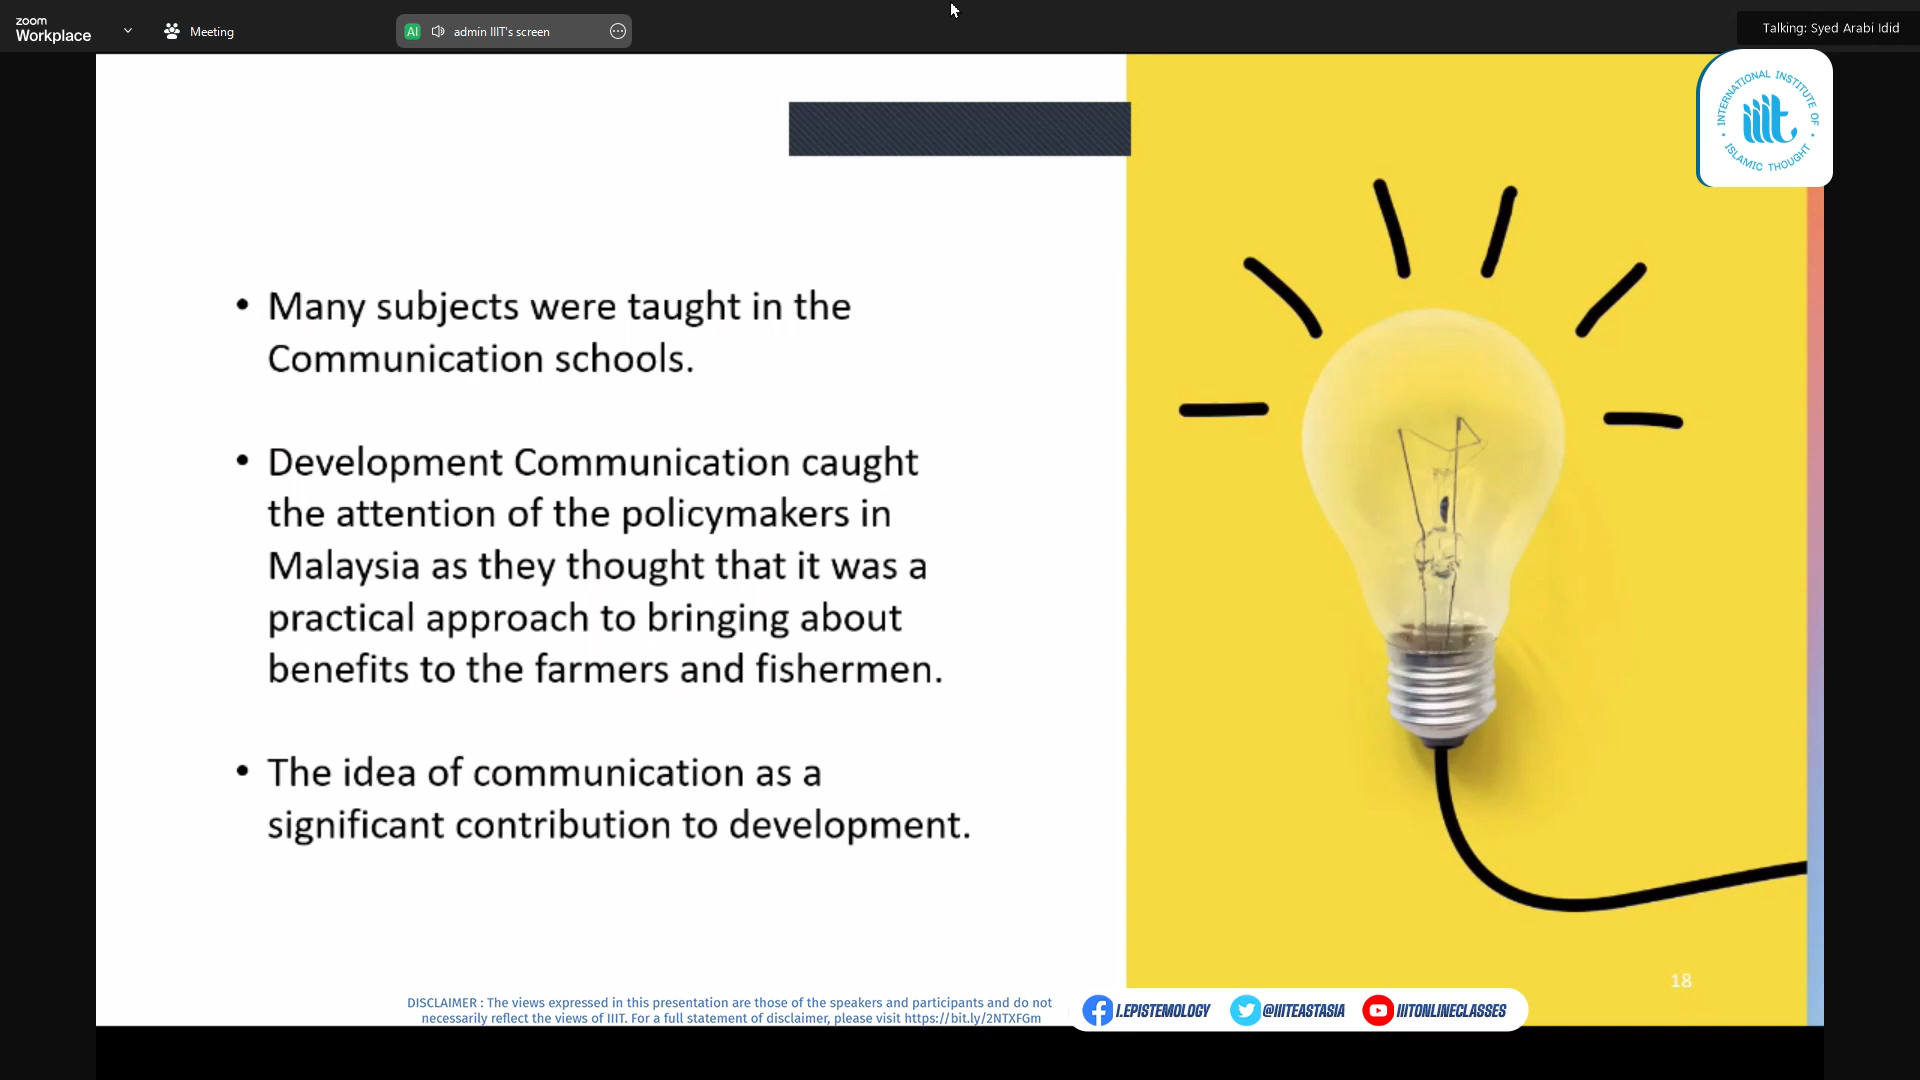 zoom
Workplace
Meeting
AI
admin IIIT's screen
Talking: Syed Arabi Idid
INTERNATIONAL INSTITUTE OF
iiit
ISLAMIC THOUGHT
• Many subjects were taught in the
Communication schools.
• Development Communication caught
the attention of the policymakers in
Malaysia as they thought that it was a
practical approach to bringing about
benefits to the farmers and fishermen.
• The idea of communication as a
significant contribution to development.
18
DISCLAIMER : The views expressed in this presentation are those of the speakers and participants and do not
necessarily reflect the views of IIIT. For a full statement of disclaimer, please visit https://bit.ly/2NTXFGm
I.EPISTEMOLOGY
@IIITEASTASIA
IIITONLINECLASSES